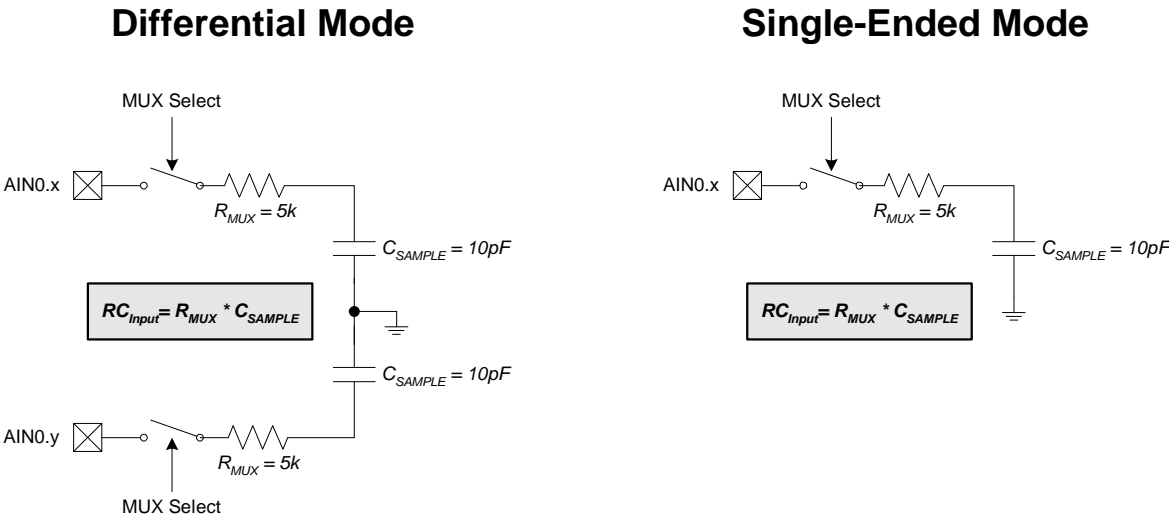 Differential Mode
MUX Select
AIN0.x
R_MUX = 5k
C_SAMPLE = 10pF
RC_Input= R_MUX * C_SAMPLE
C_SAMPLE = 10pF
AIN0.y
R_MUX = 5k
MUX Select
Single-Ended Mode
MUX Select
AIN0.x
R_MUX = 5k
C_SAMPLE = 10pF
RC_Input= R_MUX * C_SAMPLE